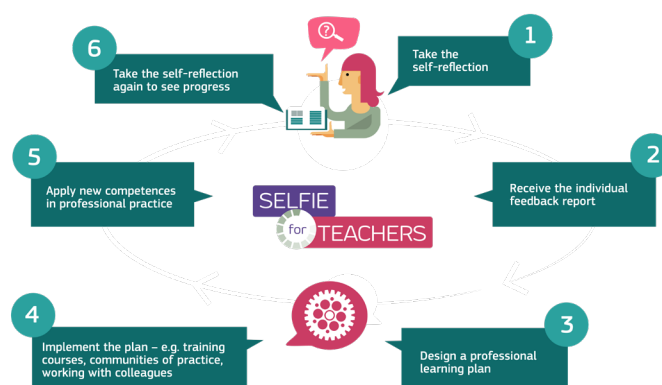 1
Take the
self-reflection
2
Receive the individual
feedback report
3
Design a professional
learning plan
4
Implement the plan – e.g. training
courses, communities of practice,
working with colleagues
5
Apply new competences
in professional practice
6
Take the self-reflection
again to see progress
?
SELFIE
for TEACHERS